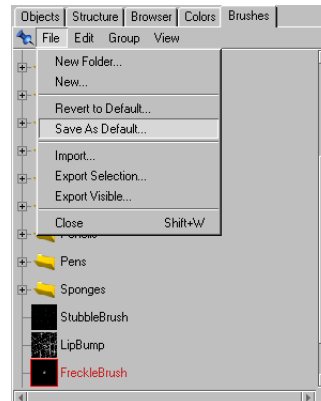 Objects Structure Browser Colors Brushes
File Edit Group View
New Folder...
New...
Revert to Default...
Save As Default...
Import...
Export Selection...
Export Visible...
Close Shift+W
Pens
Sponges
StubbleBrush
LipBump
FreckleBrush